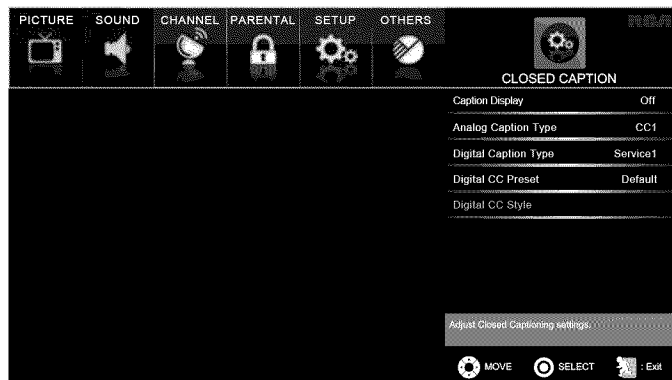 PICTURE SOUND CHANNEL PARENTAL SETUP OTHERS
RCA
CLOSED CAPTION
Caption Display Off
Analog Caption Type CC1
Digital Caption Type Service1
Digital CC Preset Default
Digital CC Style
Adjust Closed Captioning settings.
MOVE SELECT : Exit